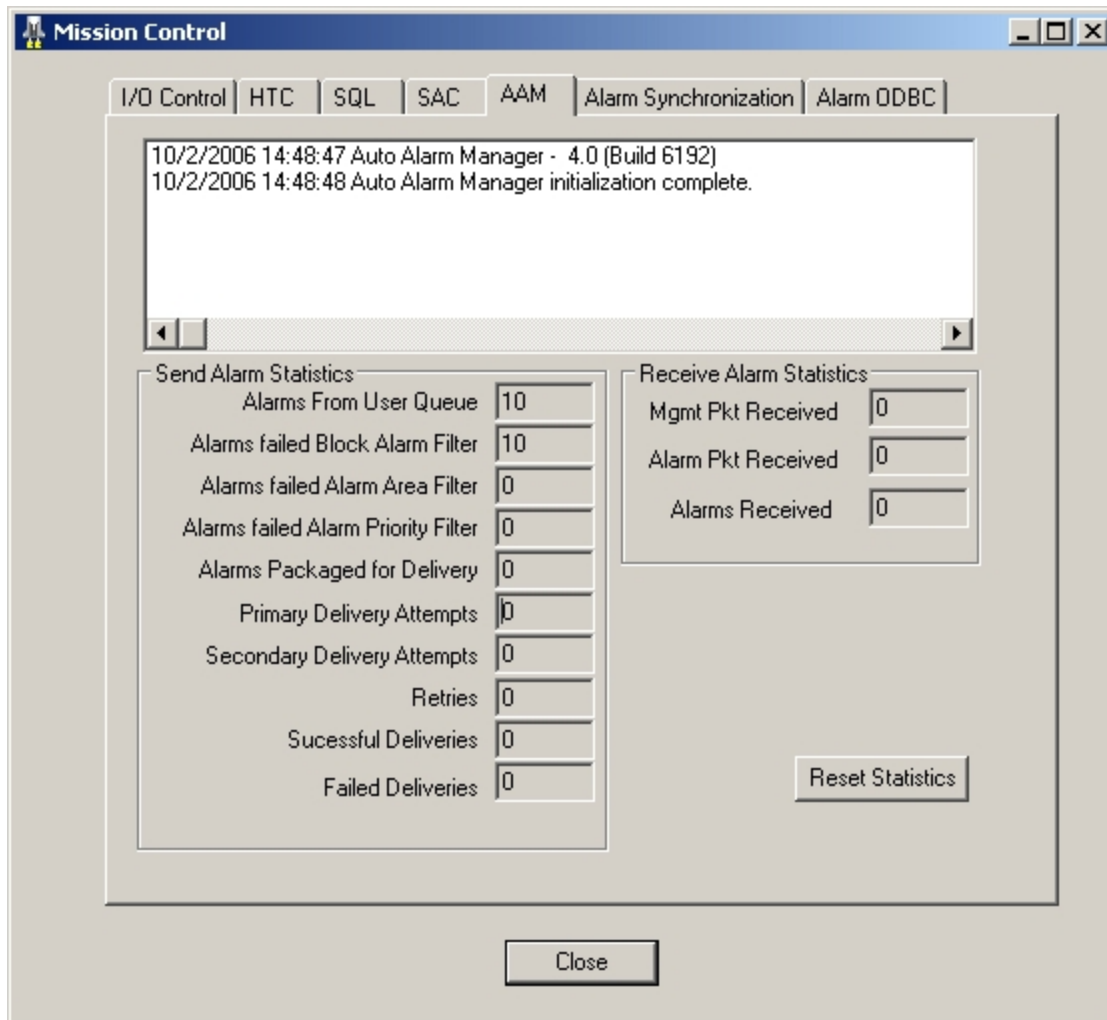 Mission Control
I/O Control HTC SQL SAC AAM Alarm Synchronization Alarm ODBC
10/2/2006 14:48:47 Auto Alarm Manager - 4.0 (Build 6192)
10/2/2006 14:48:48 Auto Alarm Manager initialization complete.
Send Alarm Statistics
Alarms From User Queue 10
Alarms failed Block Alarm Filter 10
Alarms failed Alarm Area Filter 0
Alarms failed Alarm Priority Filter 0
Alarms Packaged for Delivery 0
Primary Delivery Attempts 0
Secondary Delivery Attempts 0
Retries 0
Sucessful Deliveries 0
Failed Deliveries 0
Receive Alarm Statistics
Mgmt Pkt Received 0
Alarm Pkt Received 0
Alarms Received 0
Reset Statistics
Close